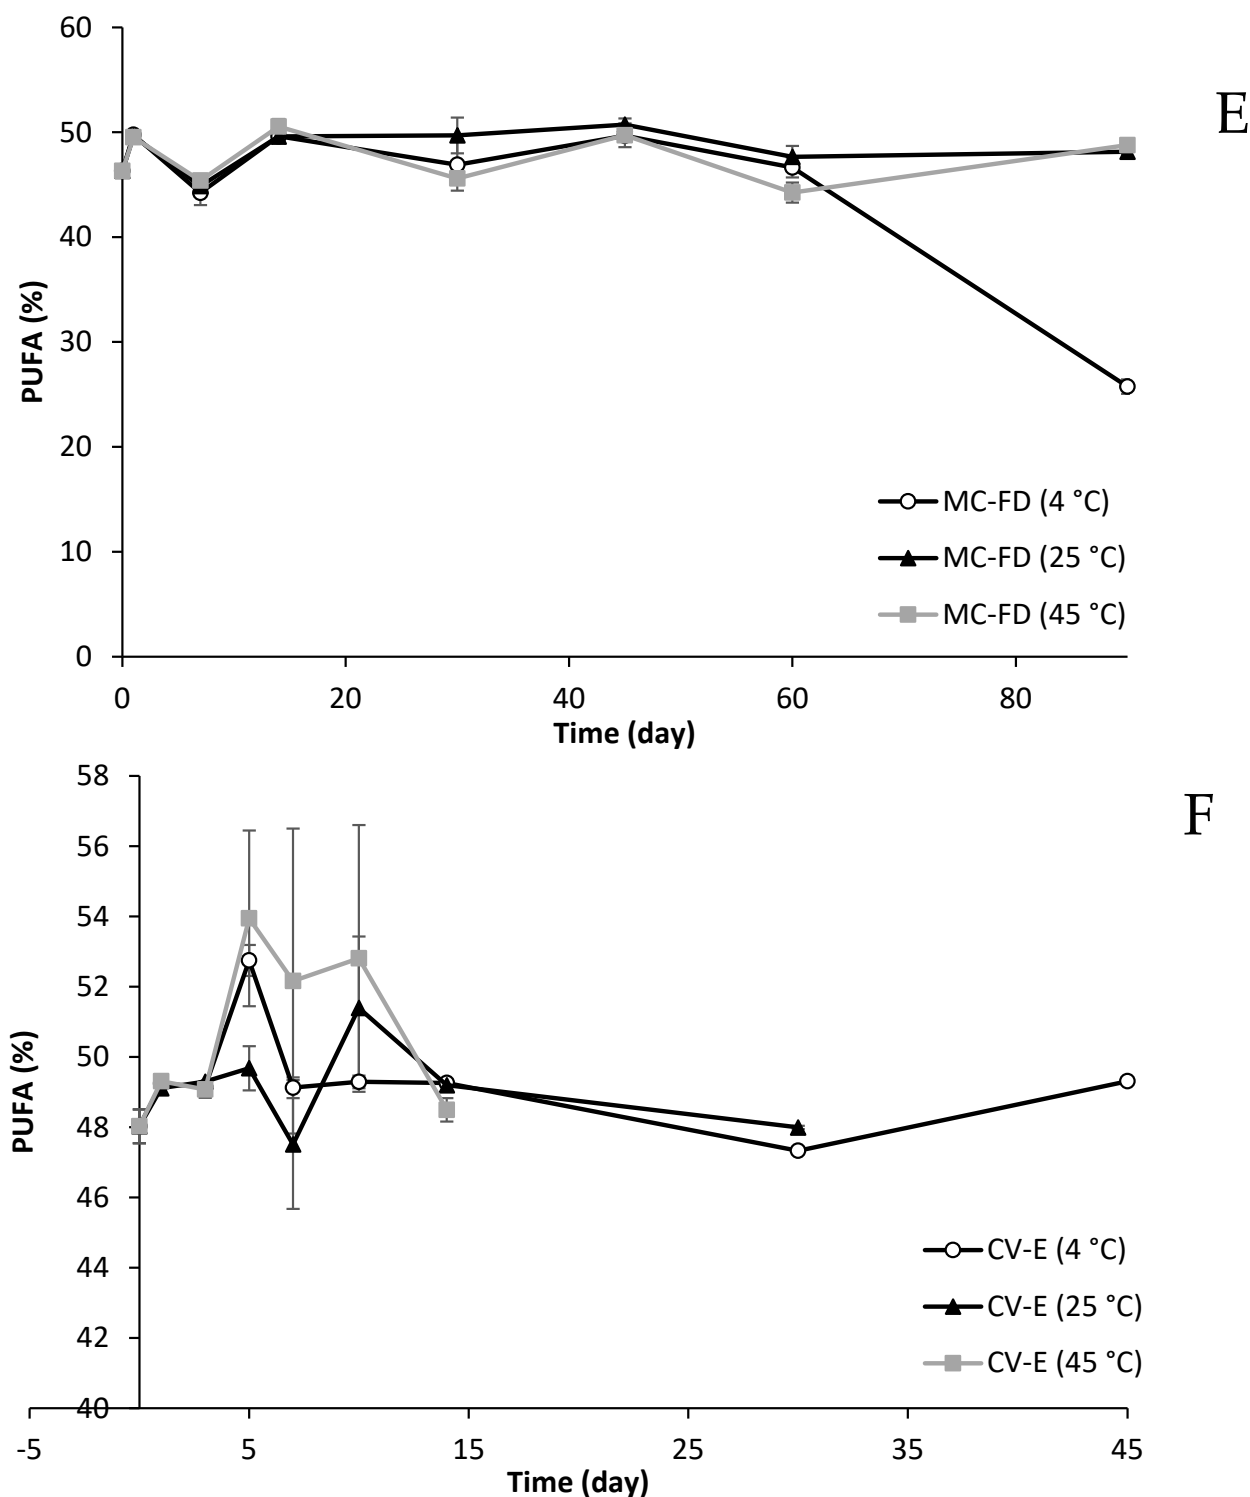 60
E
50
40
30
20
10
0
PUFA (%)
MC-FD (4 °C)
MC-FD (25 °C)
MC-FD (45 °C)
0 20 40 60 80
Time (day)
58
F
56
54
52
50
48
46
44
42
40
PUFA (%)
CV-E (4 °C)
CV-E (25 °C)
CV-E (45 °C)
-5 5 15 25 35 45
Time (day)